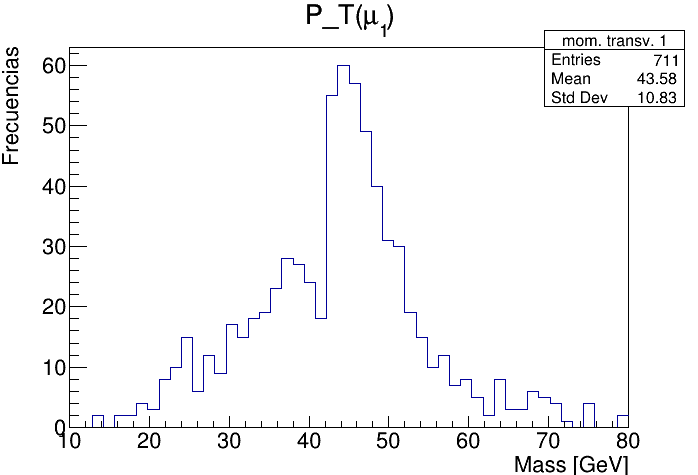 P_T(μ1)
mom. transv. 1
Entries 711
Mean 43.58
Std Dev 10.83
Frecuencias
60
50
40
30
20
10
0
10 20 30 40 50 60 70 80
Mass [GeV]